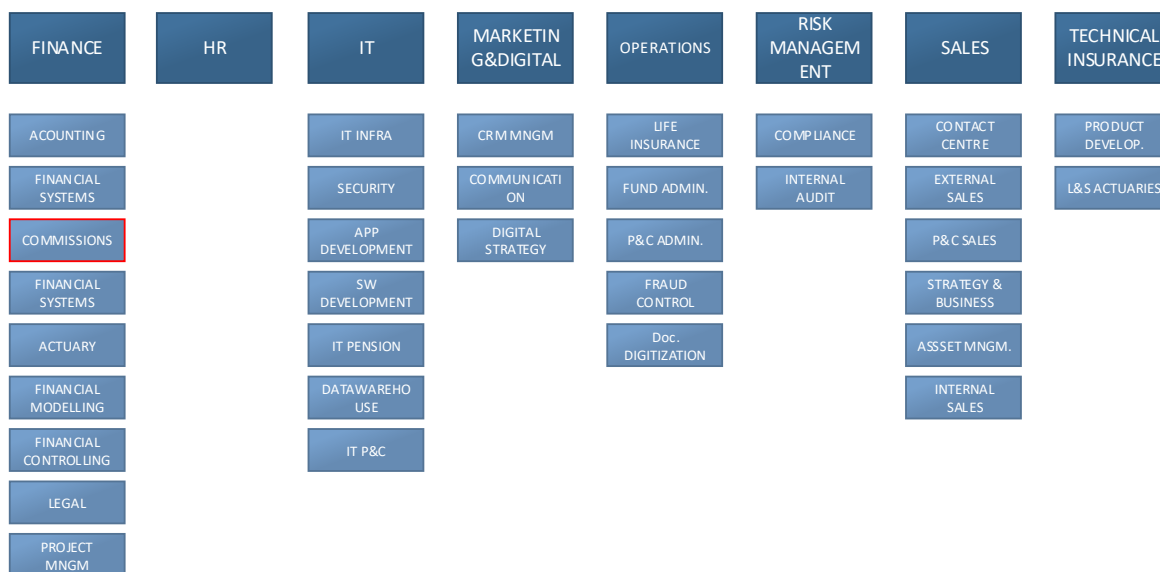 FINANCE
HR
IT
MARKETIN
G&DIGITAL
OPERATIONS
RISK
MANAGEM
ENT
SALES
TECHNICAL
INSURANCE
ACOUNTING
IT INFRA
CRM MNGM
LIFE
INSURANCE
COMPLIANCE
CONTACT
CENTRE
PRODUCT
DEVELOP.
FINANCIAL
SYSTEMS
SECURITY
COMMUNICATI
ON
FUND ADMIN.
INTERNAL
AUDIT
EXTERNAL
SALES
L&S ACTUARIES
COMMISSIONS
APP
DEVELOPMENT
DIGITAL
STRATEGY
P&C ADMIN.
P&C SALES
FINANCIAL
SYSTEMS
SW
DEVELOPMENT
FRAUD
CONTROL
STRATEGY &
BUSINESS
ACTUARY
IT PENSION
Doc.
DIGITIZATION
ASSSET MNGM.
FINANCIAL
MODELLING
DATAWAREHO
USE
INTERNAL
SALES
FINANCIAL
CONTROLLING
IT P&C
LEGAL
PROJECT
MNGM